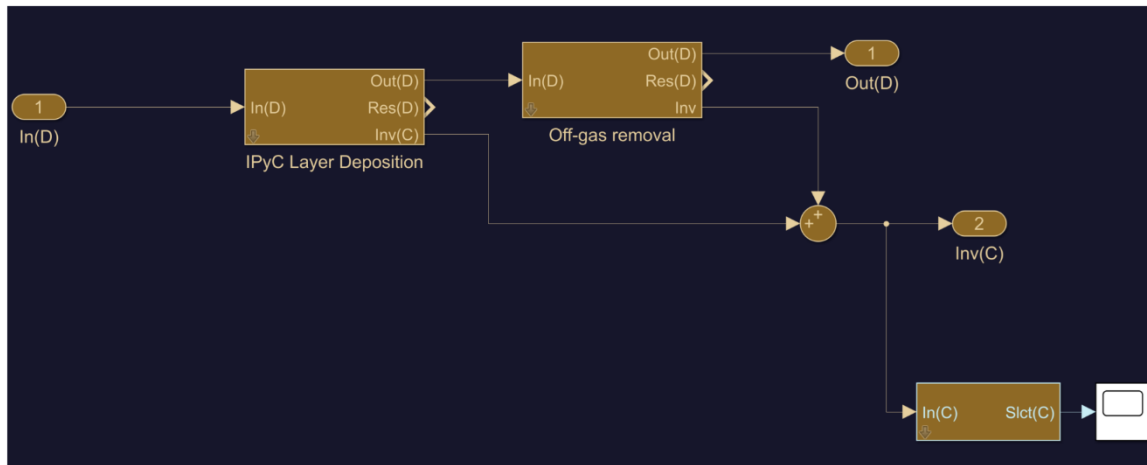 1
In(D)
In(D)
Out(D)
Res(D)
Inv(C)
IPyC Layer Deposition
In(D)
Out(D)
Res(D)
Inv
Off-gas removal
1
Out(D)
+
+
2
Inv(C)
In(C)
Slct(C)